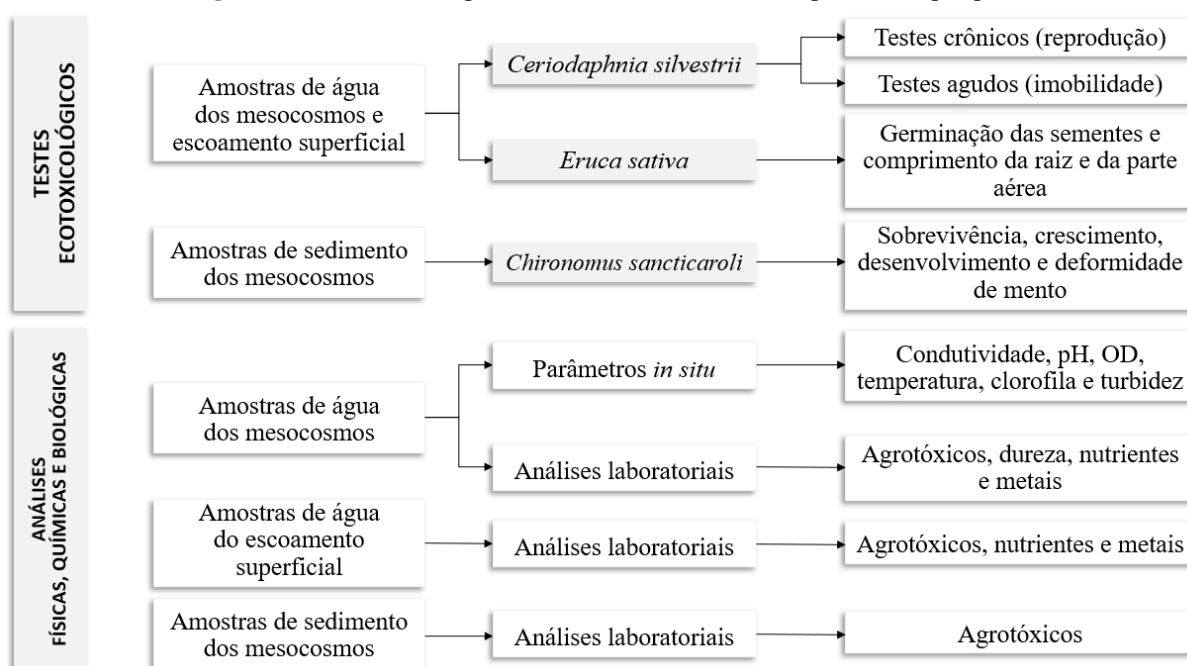 TESTES
ECOTOXICOLÓGICOS
Amostras de água
dos mesocosmos e
escoamento superficial
Ceriodaphnia silvestrii
Testes crônicos (reprodução)
Testes agudos (imobilidade)
Eruca sativa
Germinação das sementes e
comprimento da raiz e da parte
aérea
Amostras de sedimento
dos mesocosmos
Chironomus sancticaroli
Sobrevivência, crescimento,
desenvolvimento e deformidade
de mento
ANÁLISES
FÍSICAS, QUÍMICAS E BIOLÓGICAS
Amostras de água
dos mesocosmos
Parâmetros in situ
Condutividade, pH, OD,
temperatura, clorofila e turbidez
Análises laboratoriais
Agrotóxicos, dureza, nutrientes
e metais
Amostras de água
do escoamento
superficial
Análises laboratoriais
Agrotóxicos, nutrientes e metais
Amostras de sedimento
dos mesocosmos
Análises laboratoriais
Agrotóxicos